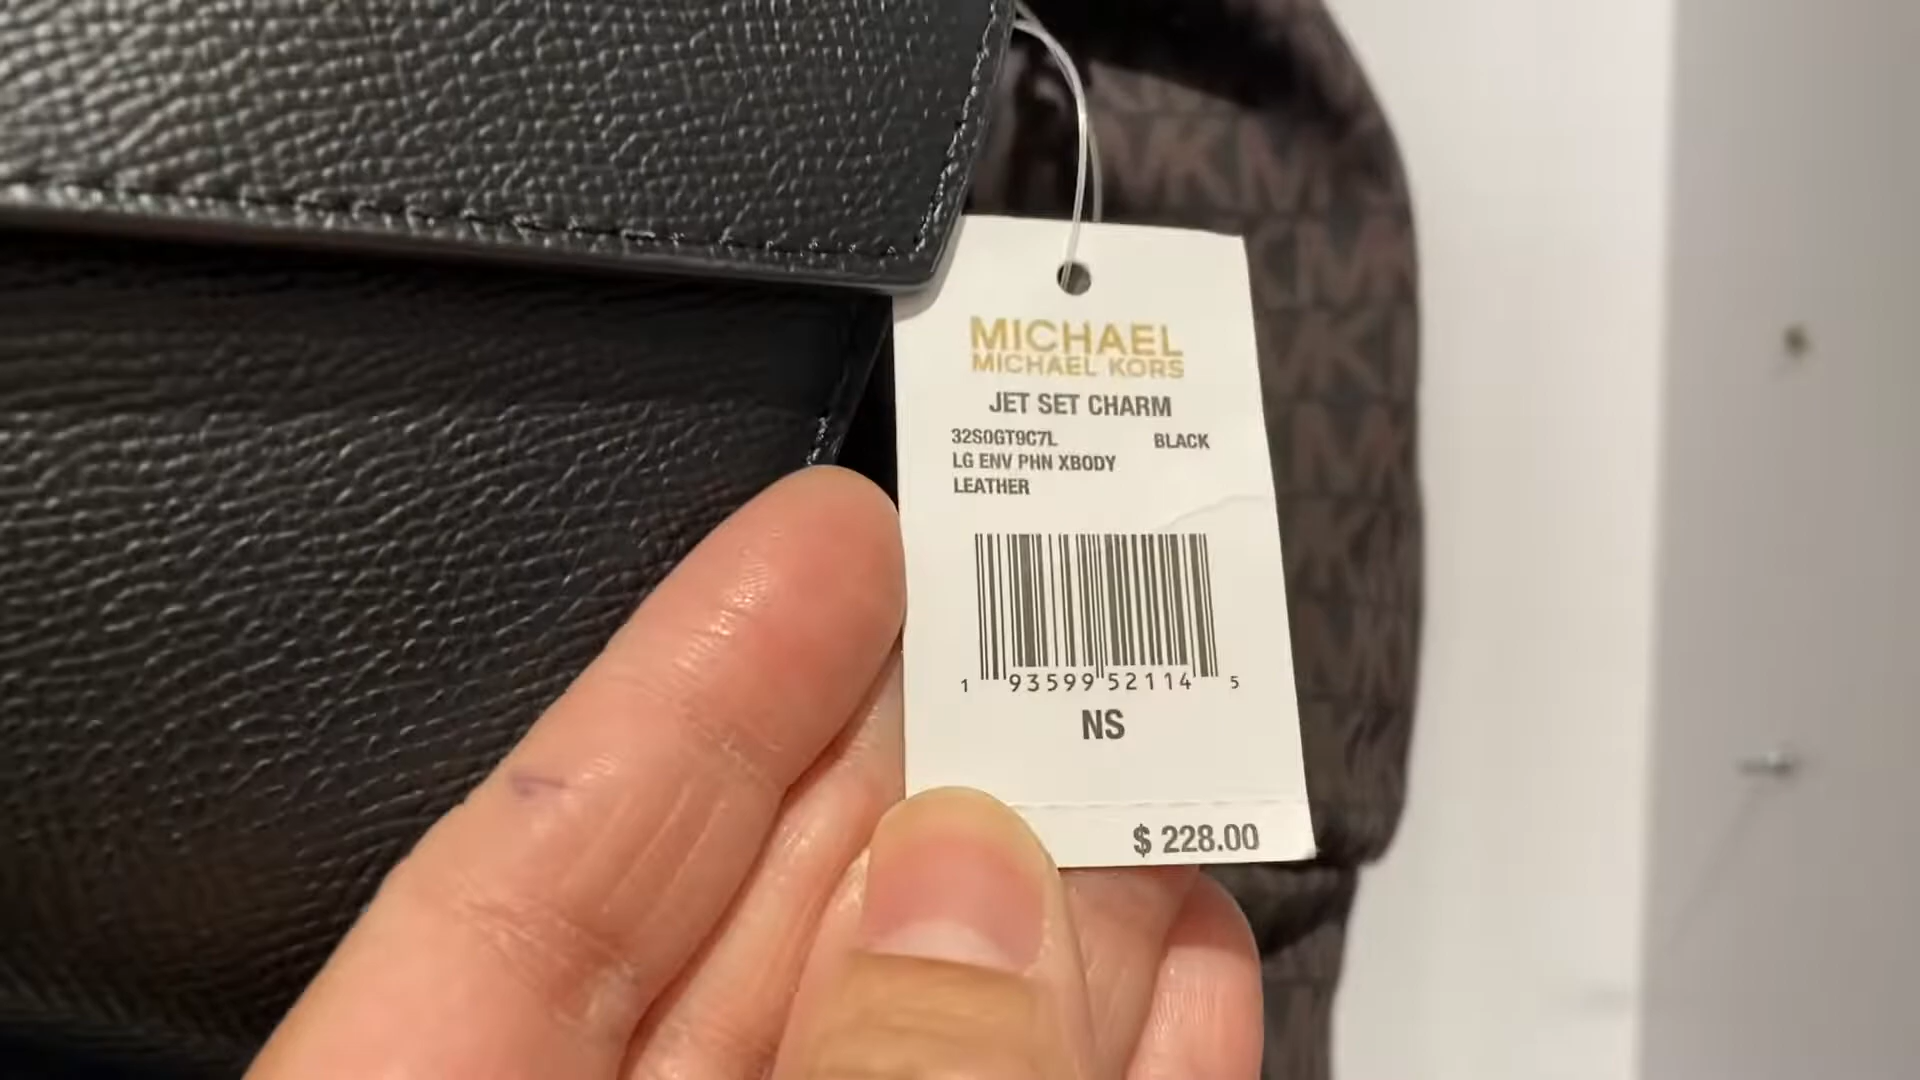 MICHAEL
MICHAEL KORS
JET SET CHARM
32S0GT9C7L BLACK
LG ENV PHN XBODY
LEATHER
1 93599 52114 5
NS
$ 228.00